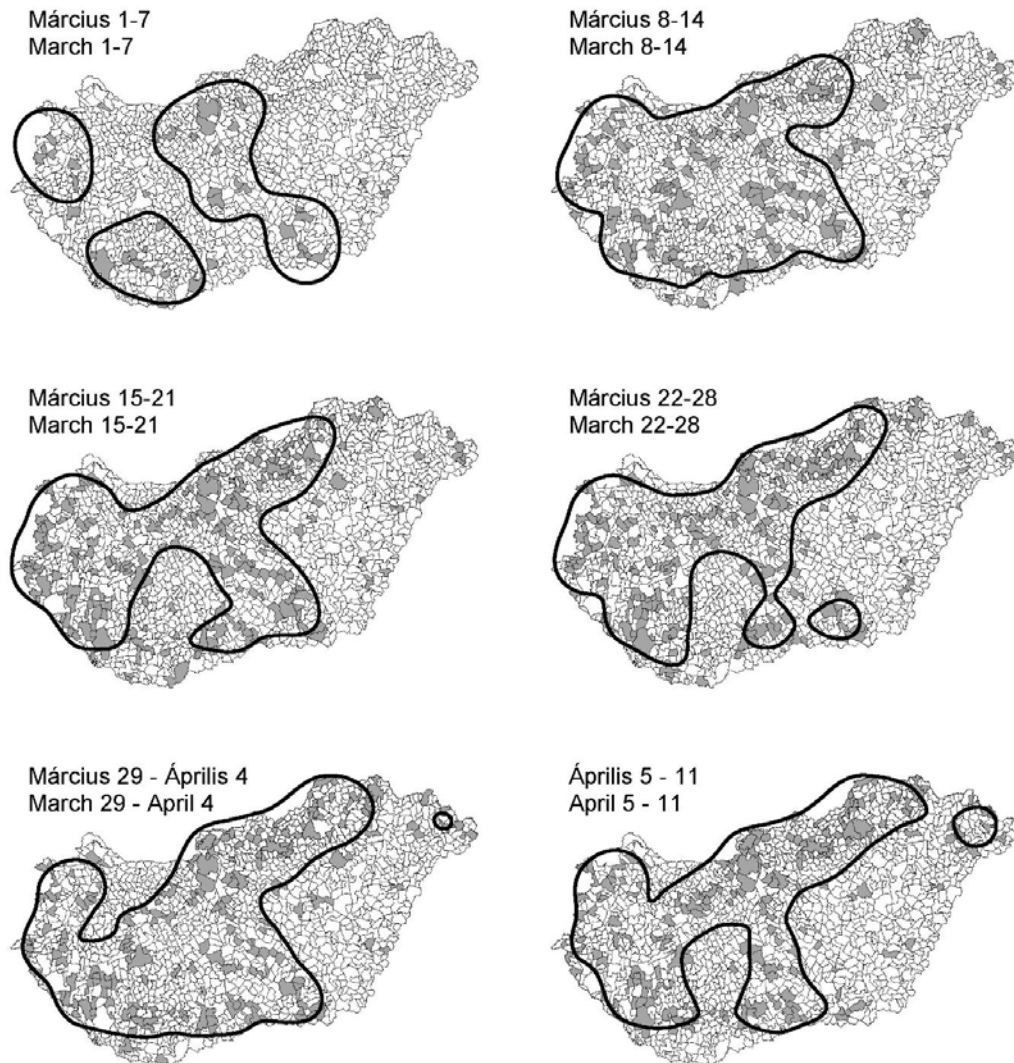 Március 1-7
March 1-7
Március 8-14
March 8-14
Március 15-21
March 15-21
Március 22-28
March 22-28
Március 29 - Április 4
March 29 - April 4
Április 5 - 11
April 5 - 11